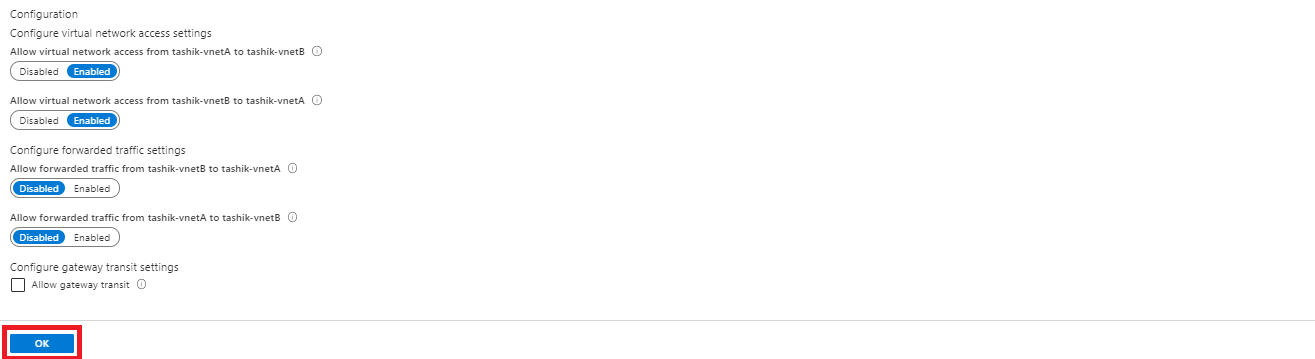 Configuration
Configure virtual network access settings
Allow virtual network access from tashik-vnetA to tashik-vnetB
Disabled Enabled
Allow virtual network access from tashik-vnetB to tashik-vnetA
Disabled Enabled
Configure forwarded traffic settings
Allow forwarded traffic from tashik-vnetB to tashik-vnetA
Disabled Enabled
Allow forwarded traffic from tashik-vnetA to tashik-vnetB
Disabled Enabled
Configure gateway transit settings
Allow gateway transit
OK